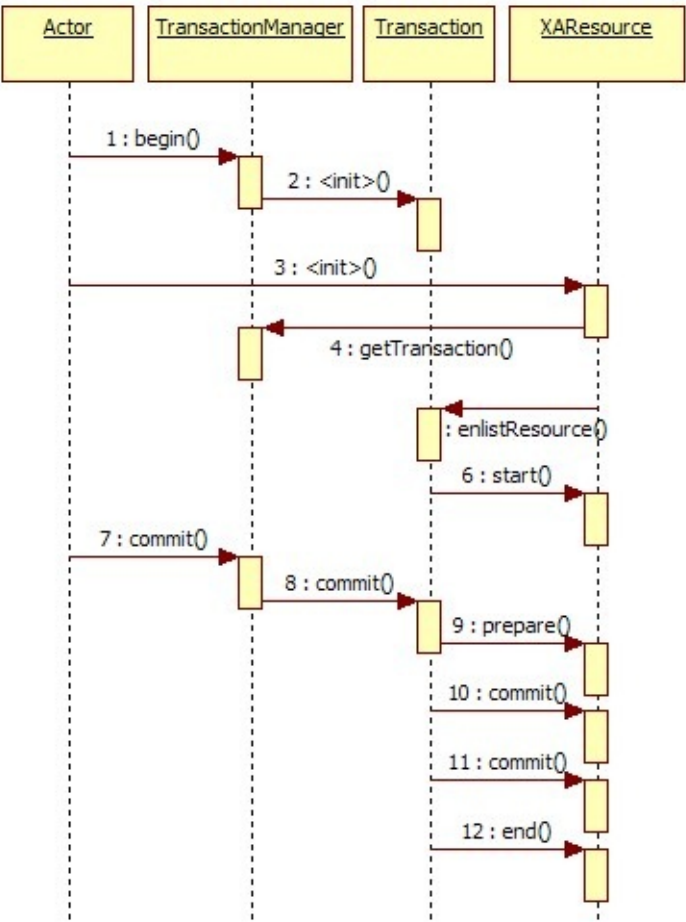 Actor
TransactionManager
Transaction
XAResource
1 : begin()
2 : <init>()
3 : <init>()
4 : getTransaction()
: enlistResource()
6 : start()
7 : commit()
8 : commit()
9 : prepare()
10 : commit()
11 : commit()
12 : end()